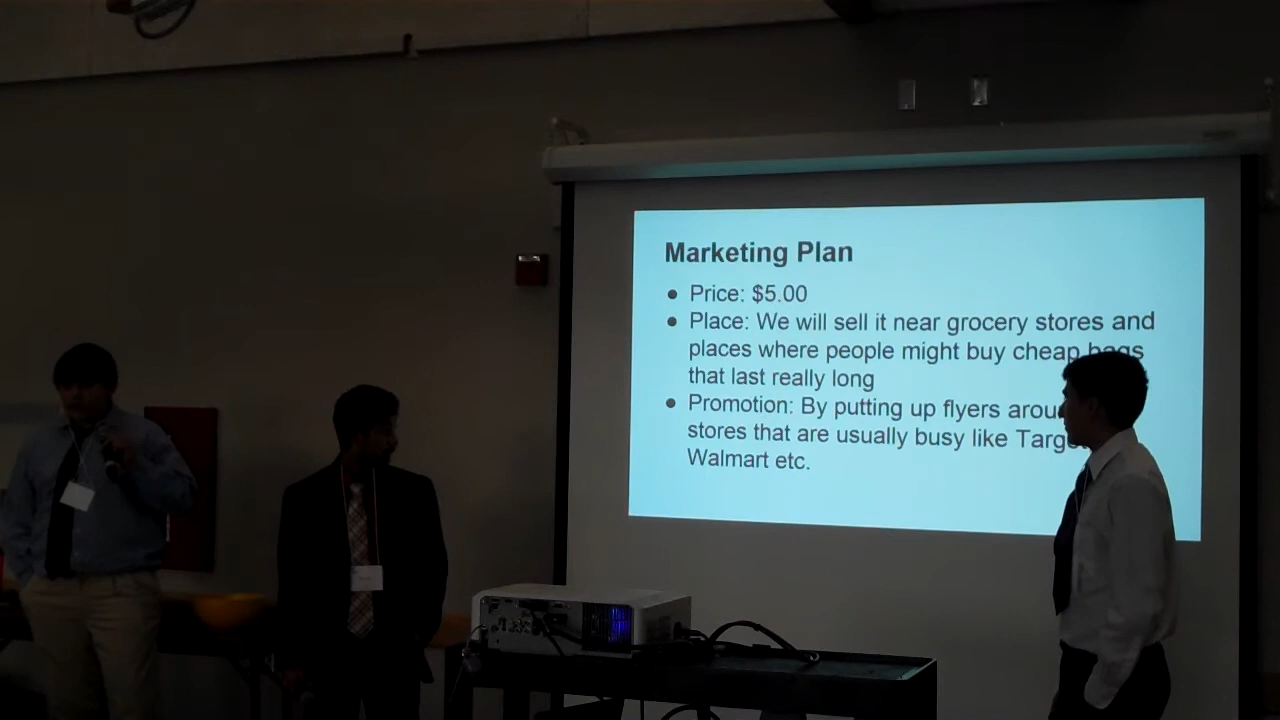 Marketing Plan
● Price: $5.00
● Place: We will sell it near grocery stores and
places where people might buy cheap bags
that last really long
● Promotion: By putting up flyers arou
stores that are usually busy like Targe
Walmart etc.